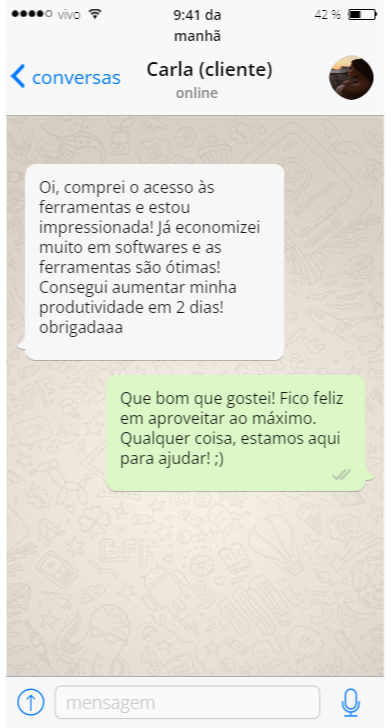 vivo 9:41 da manhã 42 %
conversas
Carla (cliente)
online
Oi, comprei o acesso às
ferramentas e estou
impressionada! Já economizei
muito em softwares e as
ferramentas são ótimas!
Consegui aumentar minha
produtividade em 2 dias!
obrigadaaa
Que bom que gostei! Fico feliz
em aproveitar ao máximo.
Qualquer coisa, estamos aqui
para ajudar! ;)
BFF
mensagem